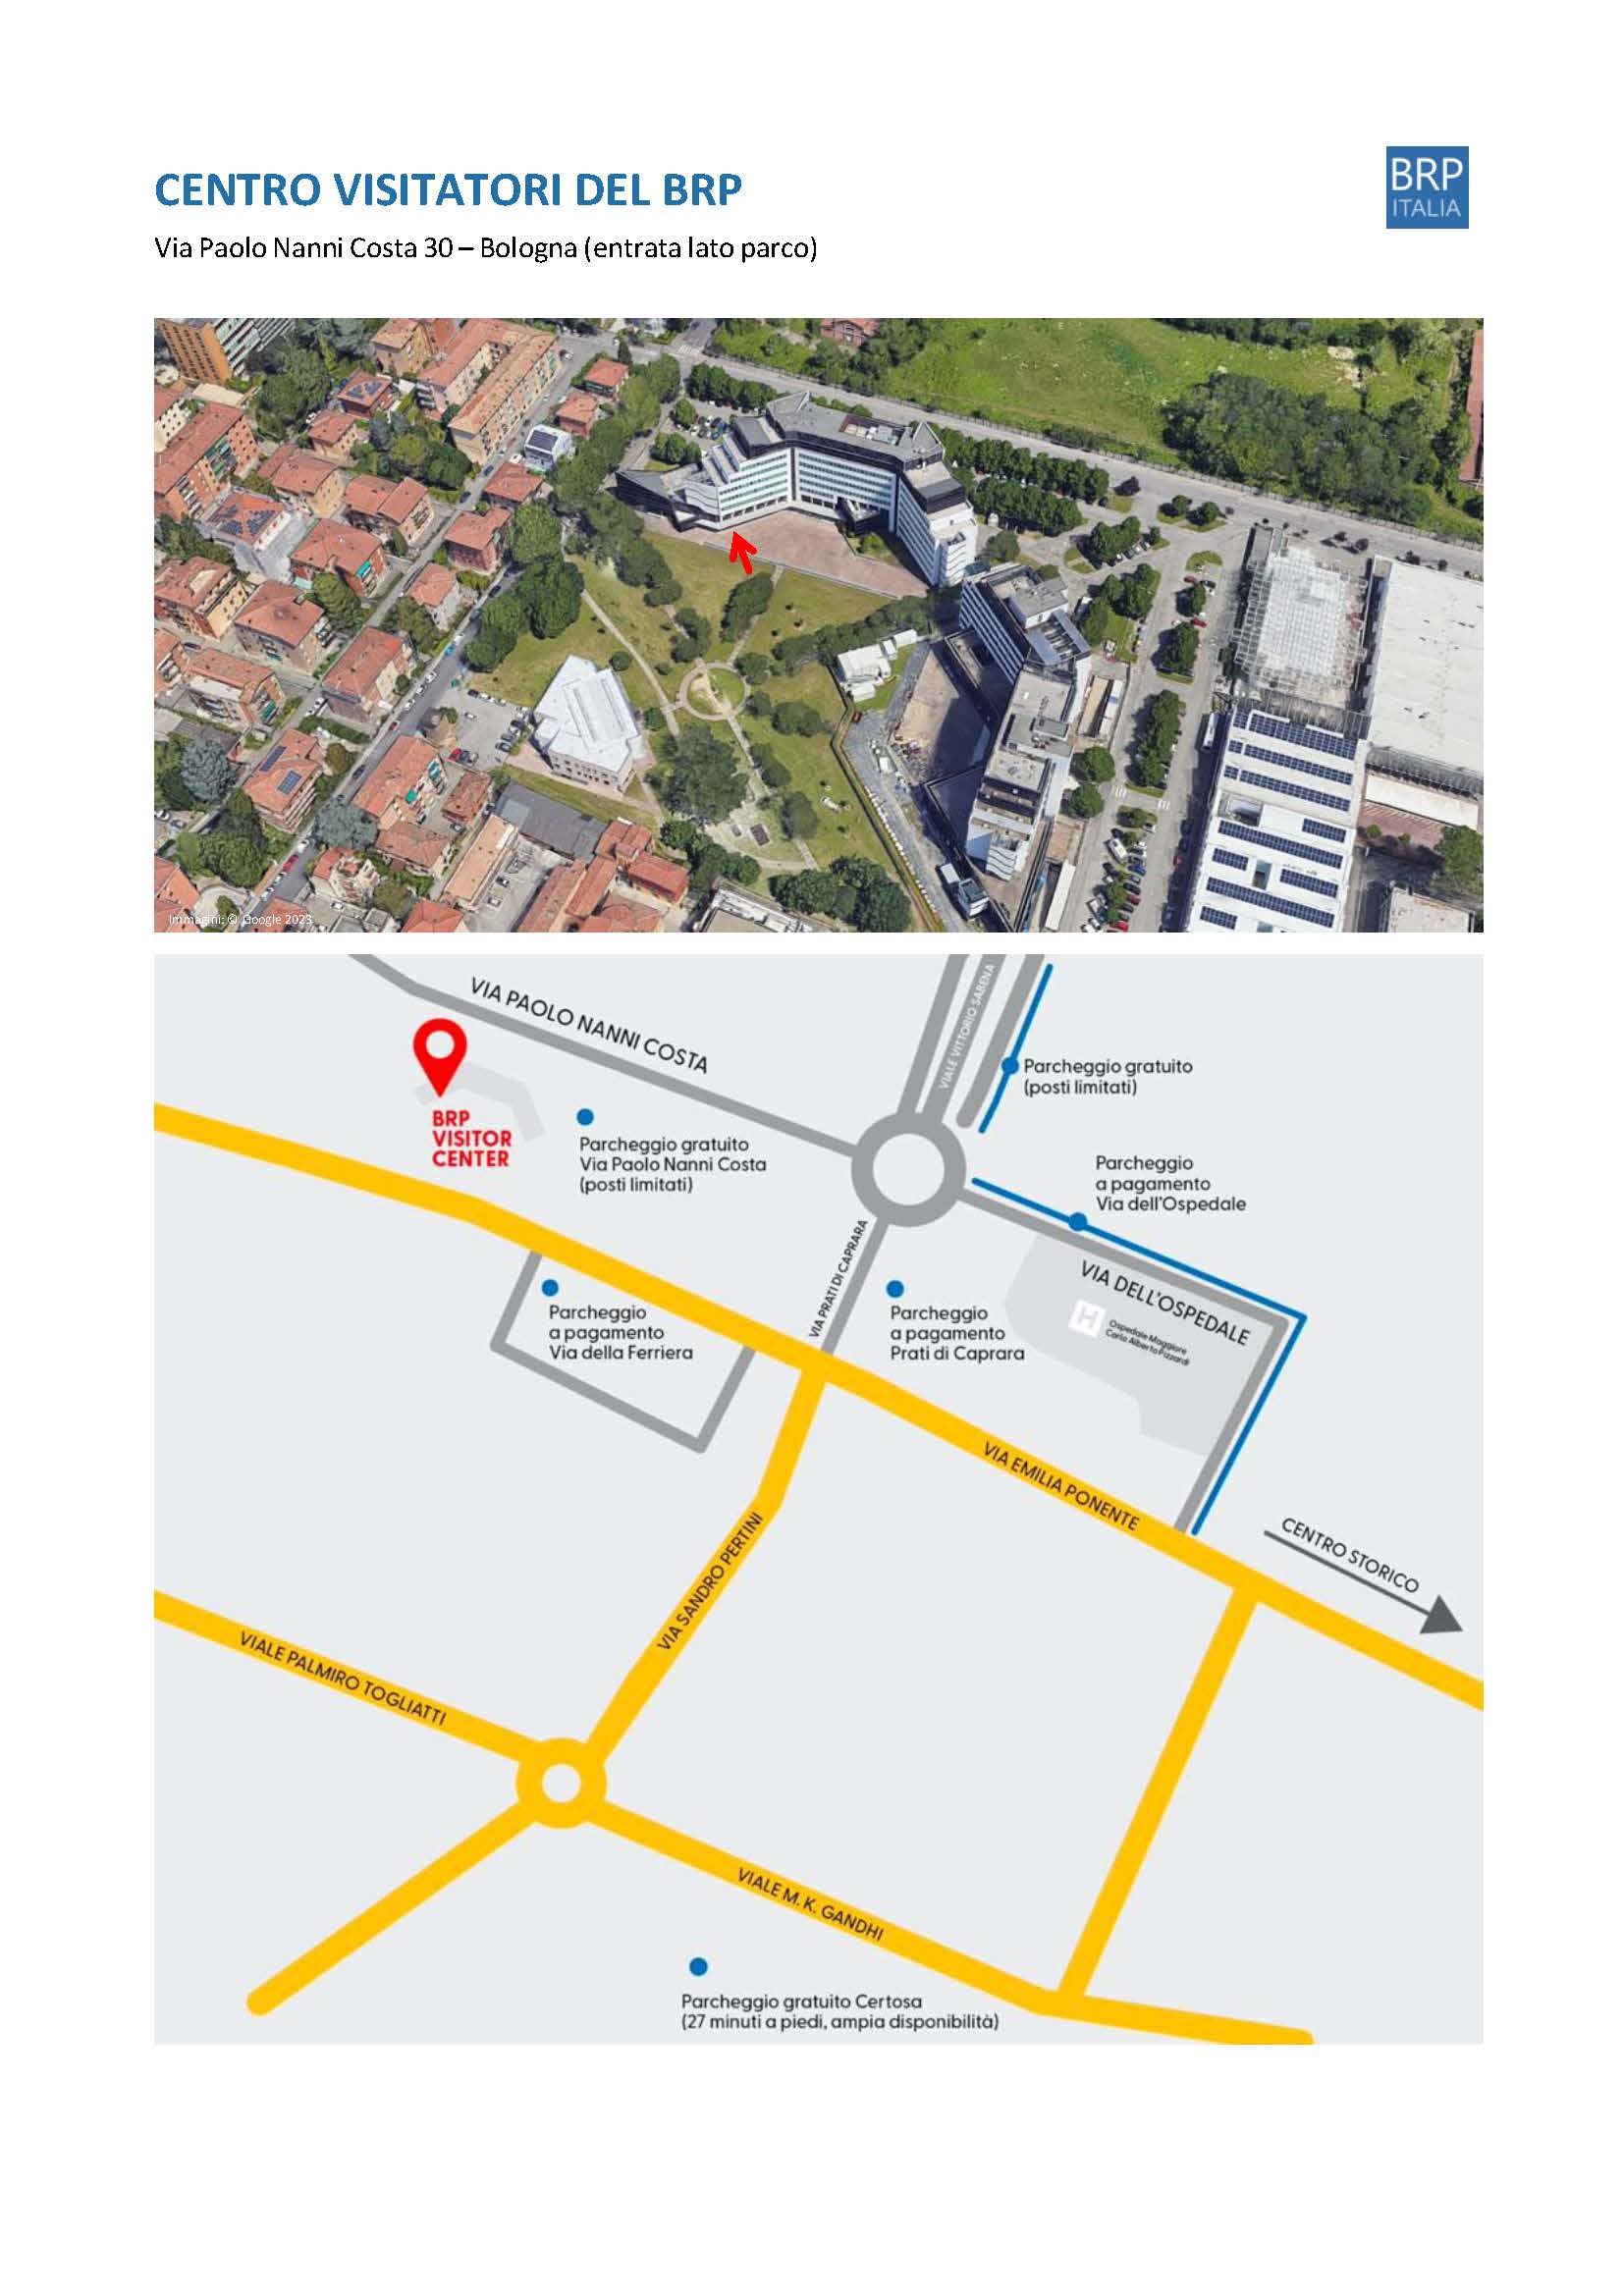 CENTRO VISITATORI DEL BRP
BRP
ITALIA
Via Paolo Nanni Costa 30 – Bologna (entrata lato parco)
Immagini: © Google 2023
VIA PAOLO NANNI COSTA
VIALE VITTORIO SABENA
Parcheggio gratuito
(posti limitati)
BRP
VISITOR
CENTER
Parcheggio gratuito
Via Paolo Nanni Costa
(posti limitati)
Parcheggio
a pagamento
Via dell'Ospedale
VIA PRATI DI CAPRARA
VIA DELL'OSPEDALE
H
Ospedale Maggiore
Carlo Alberto Pizzardi
Parcheggio
a pagamento
Via della Ferriera
Parcheggio
a pagamento
Prati di Caprara
VIA EMILIA PONENTE
CENTRO STORICO
VIA SANDRO PERTINI
VIALE PALMIRO TOGLIATTI
VIALE M. K. GANDHI
Parcheggio gratuito Certosa
(27 minuti a piedi, ampia disponibilità)